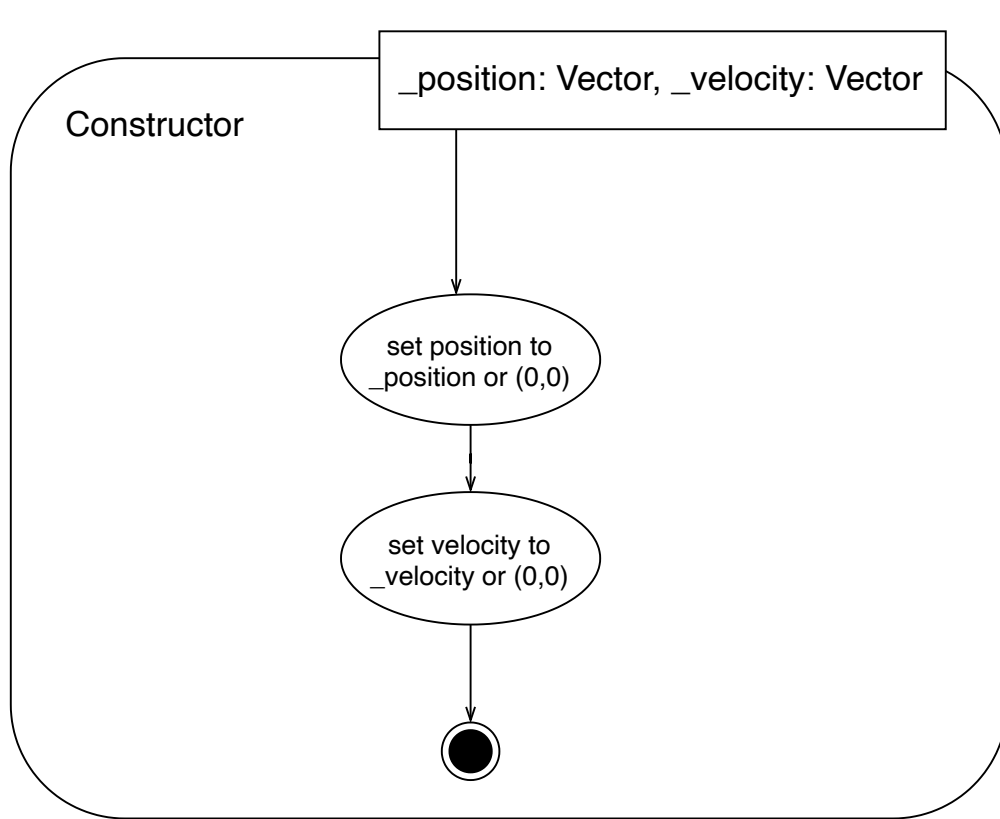 _position: Vector, _velocity: Vector
Constructor
set position to
_position or (0,0)
set velocity to
_velocity or (0,0)